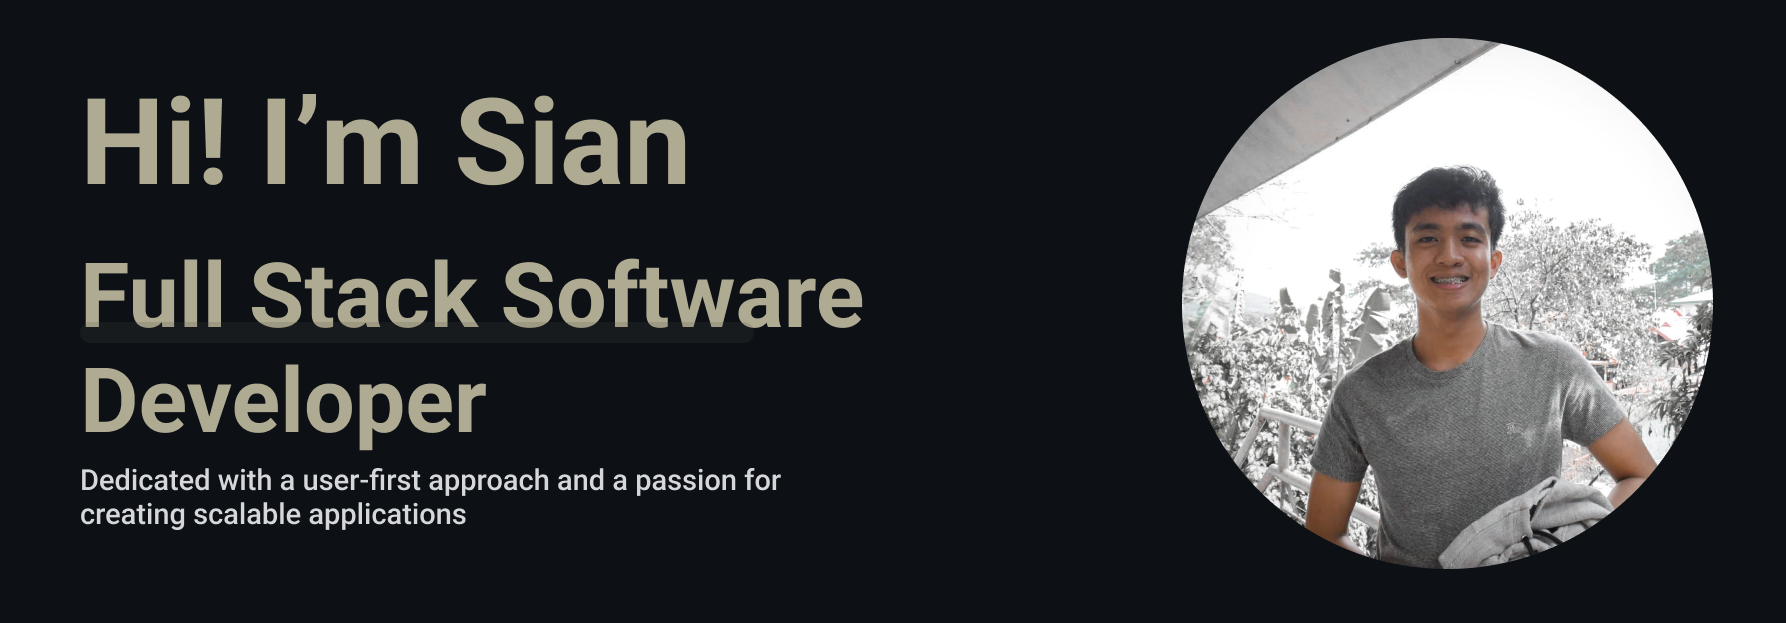 Hi! I’m Sian
Full Stack Software
Developer
Dedicated with a user-first approach and a passion for
creating scalable applications